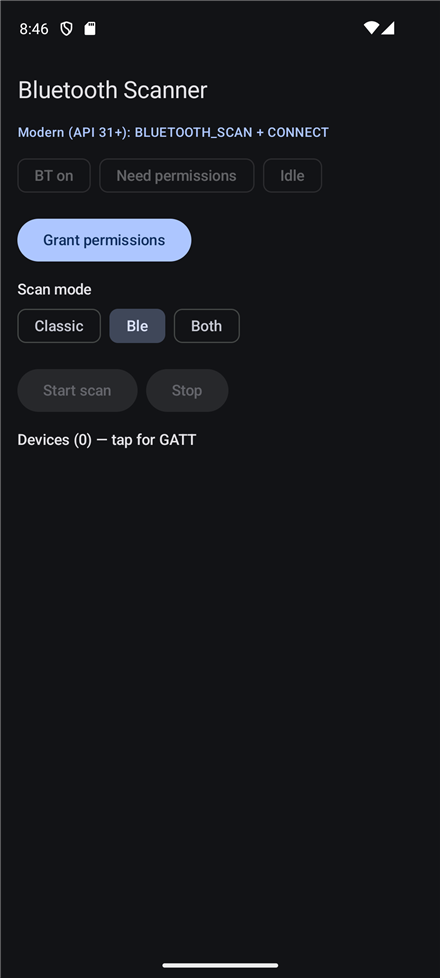 8:46
Bluetooth Scanner
Modern (API 31+): BLUETOOTH_SCAN + CONNECT
BT on Need permissions Idle
Grant permissions
Scan mode
Classic Ble Both
Start scan Stop
Devices (0) — tap for GATT